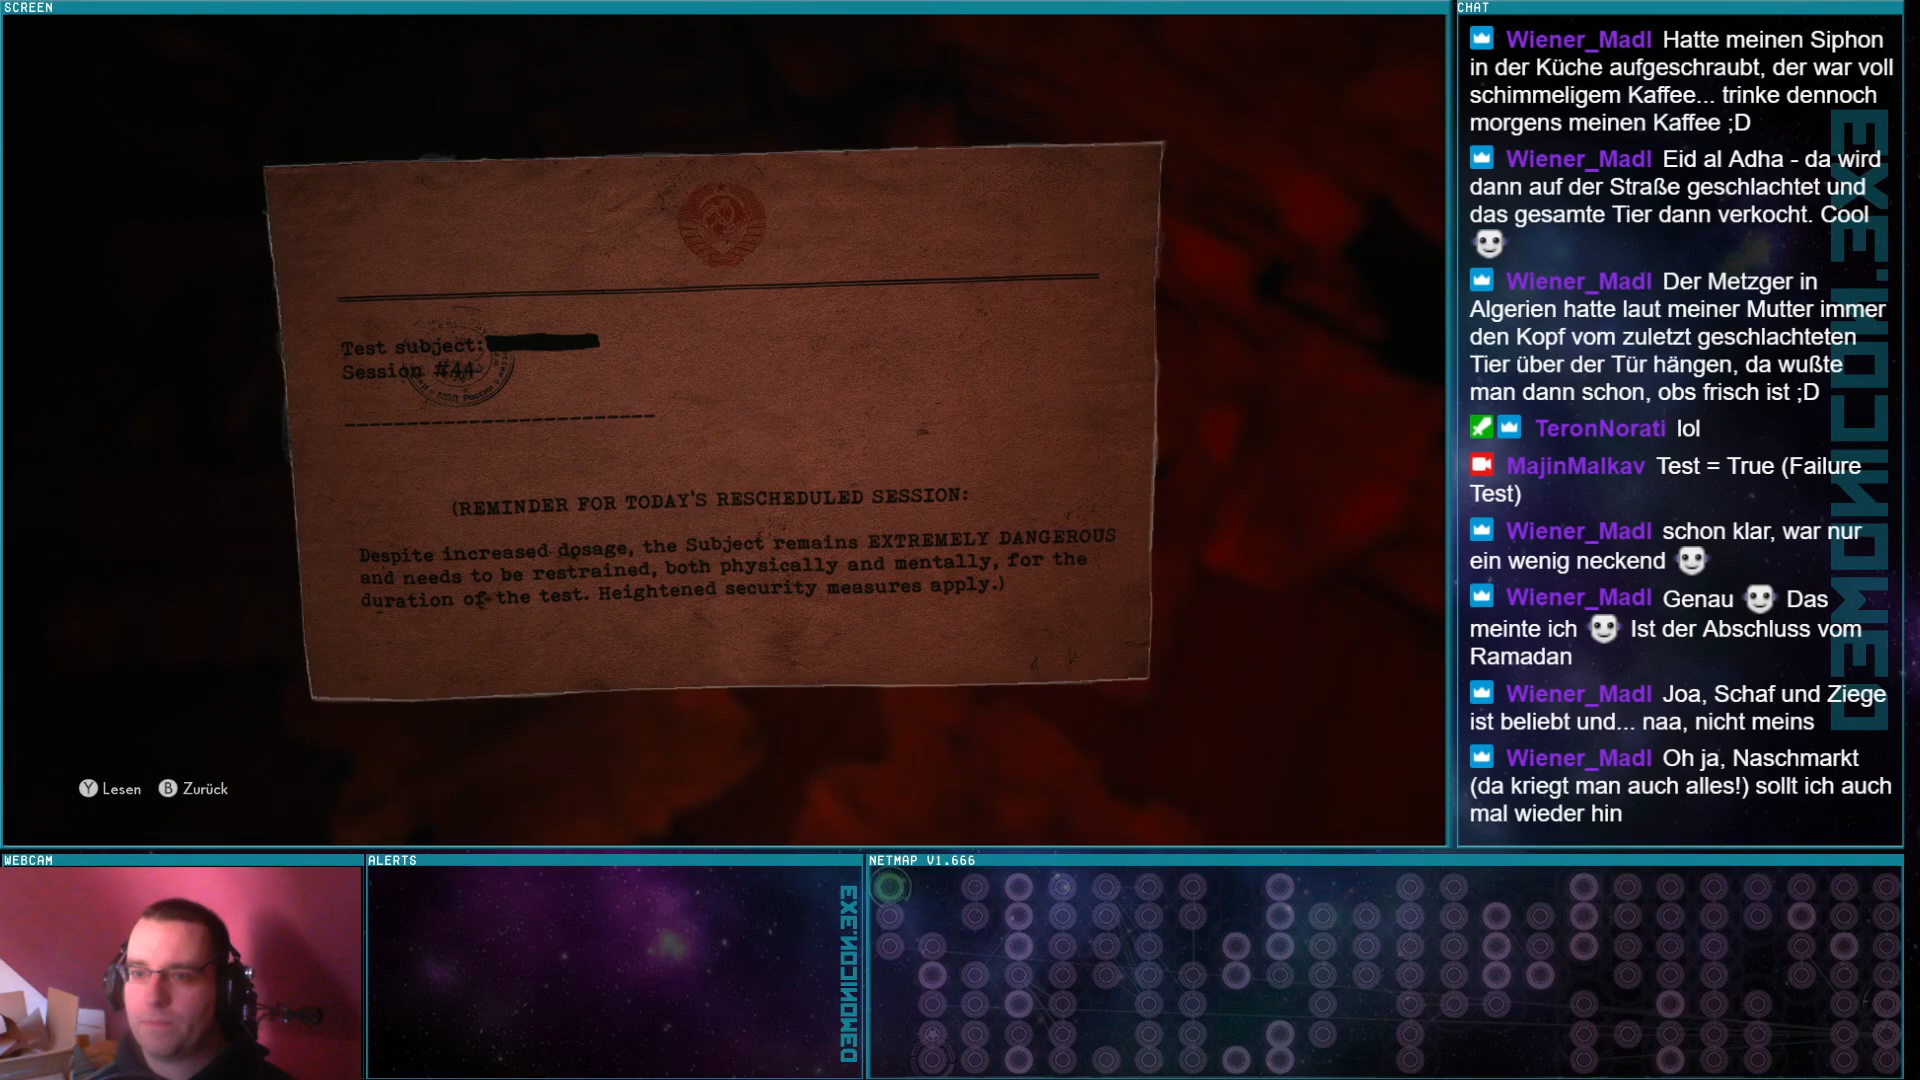 SCREEN
Test subject:
Session #44
(REMINDER FOR TODAY'S RESCHEDULED SESSION:
Despite increased dosage, the Subject remains EXTREMELY DANGEROUS
and needs to be restrained, both physically and mentally, for the
duration of the test. Heightened security measures apply.)
Y Lesen B Zurück
CHAT
Wiener_Madl Hatte meinen Siphon
in der Küche aufgeschraubt, der war voll
schimmeligem Kaffee... trinke dennoch
morgens meinen Kaffee ;D
Wiener_Madl Eid al Adha - da wird
dann auf der Straße geschlachtet und
das gesamte Tier dann verkocht. Cool
Wiener_Madl Der Metzger in
Algerien hatte laut meiner Mutter immer
den Kopf vom zuletzt geschlachteten
Tier über der Tür hängen, da wußte
man dann schon, obs frisch ist ;D
TeronNorati lol
MajinMalkav Test = True (Failure
Test)
Wiener_Madl schon klar, war nur
ein wenig neckend
Wiener_Madl Genau Das
meinte ich Ist der Abschluss vom
Ramadan
Wiener_Madl Joa, Schaf und Ziege
ist beliebt und... naa, nicht meins
Wiener_Madl Oh ja, Naschmarkt
(da kriegt man auch alles!) sollt ich auch
mal wieder hin
WEBCAM
ALERTS
NETMAP V1.666